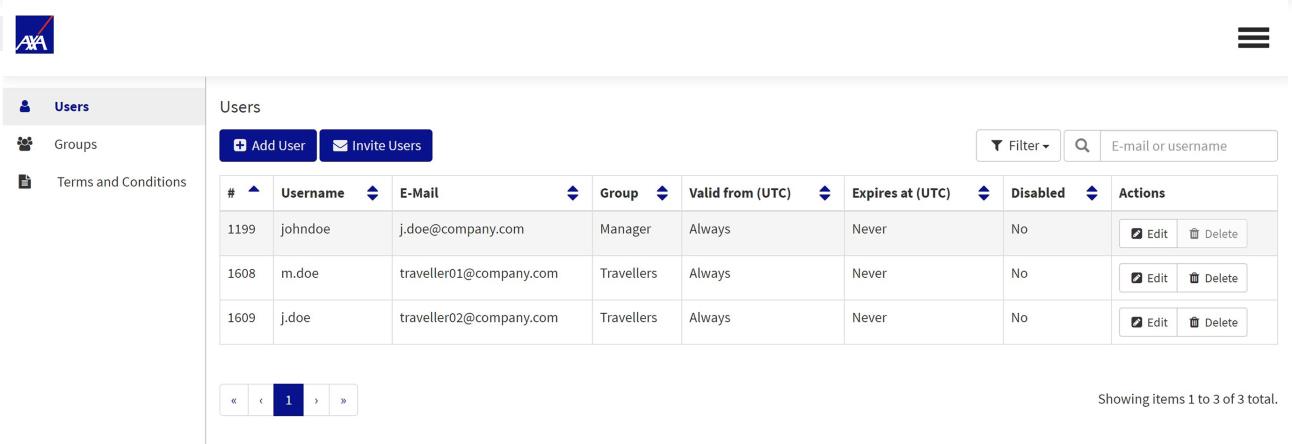 AXA
Users
Groups
Terms and Conditions
Users
Add User Invite Users Filter E-mail or username
# Username E-Mail Group Valid from (UTC) Expires at (UTC) Disabled Actions
1199 johndoe j.doe@company.com Manager Always Never No Edit Delete
1608 m.doe traveller01@company.com Travellers Always Never No Edit Delete
1609 j.doe traveller02@company.com Travellers Always Never No Edit Delete
« ‹ 1 › » Showing items 1 to 3 of 3 total.